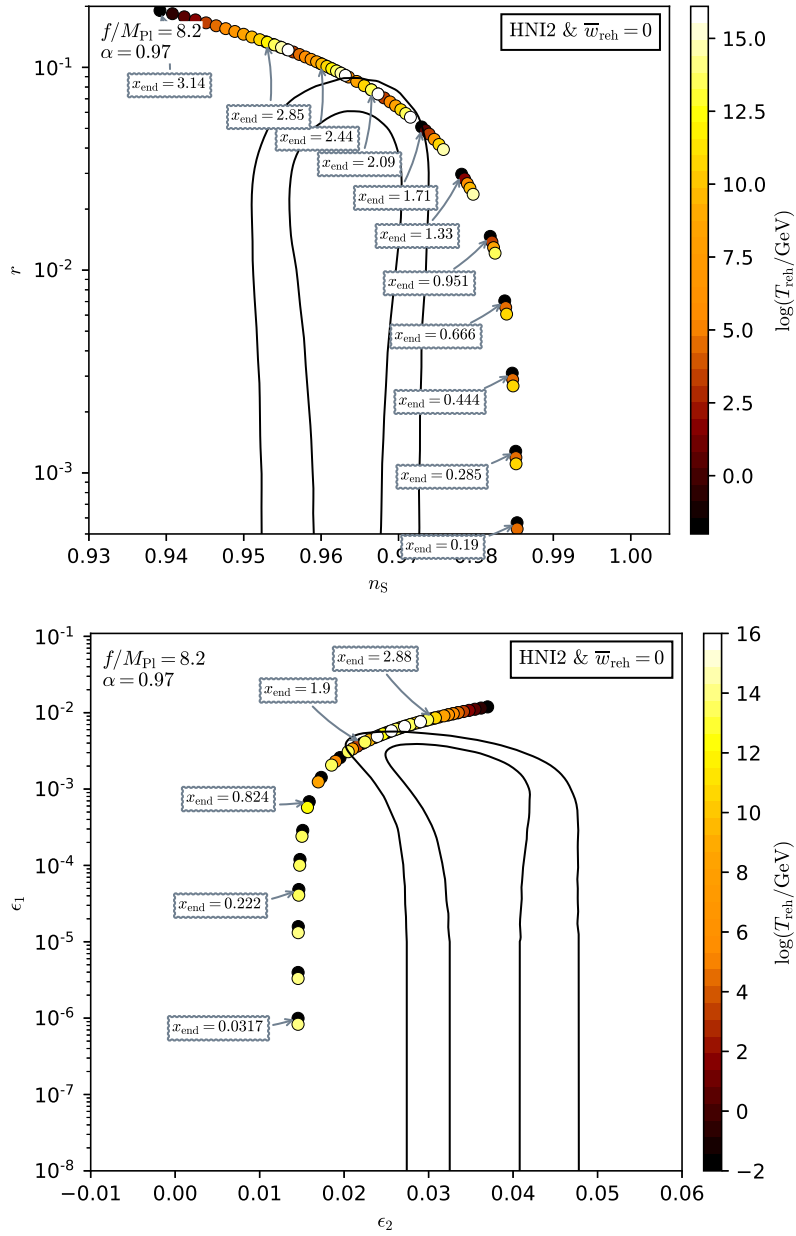 f/M_Pl = 8.2
α = 0.97
HNI2 & w̅_reh = 0
x_end = 3.14
x_end = 2.85
x_end = 2.44
x_end = 2.09
x_end = 1.71
x_end = 1.33
x_end = 0.951
x_end = 0.666
x_end = 0.444
x_end = 0.285
x_end = 0.19
10^-1
10^-2
10^-3
r
0.93 0.94 0.95 0.96 0.98 0.99 1.00
n_S
15.0
12.5
10.0
7.5
5.0
2.5
0.0
log(T_reh/GeV)
f/M_Pl = 8.2
α = 0.97
HNI2 & w̅_reh = 0
x_end = 2.88
x_end = 1.9
x_end = 0.824
x_end = 0.222
x_end = 0.0317
10^-1
10^-2
10^-3
10^-4
10^-5
10^-6
10^-7
10^-8
ϵ_1
−0.01 0.00 0.01 0.02 0.03 0.04 0.05 0.06
ϵ_2
16
14
12
10
8
6
4
2
0
−2
log(T_reh/GeV)